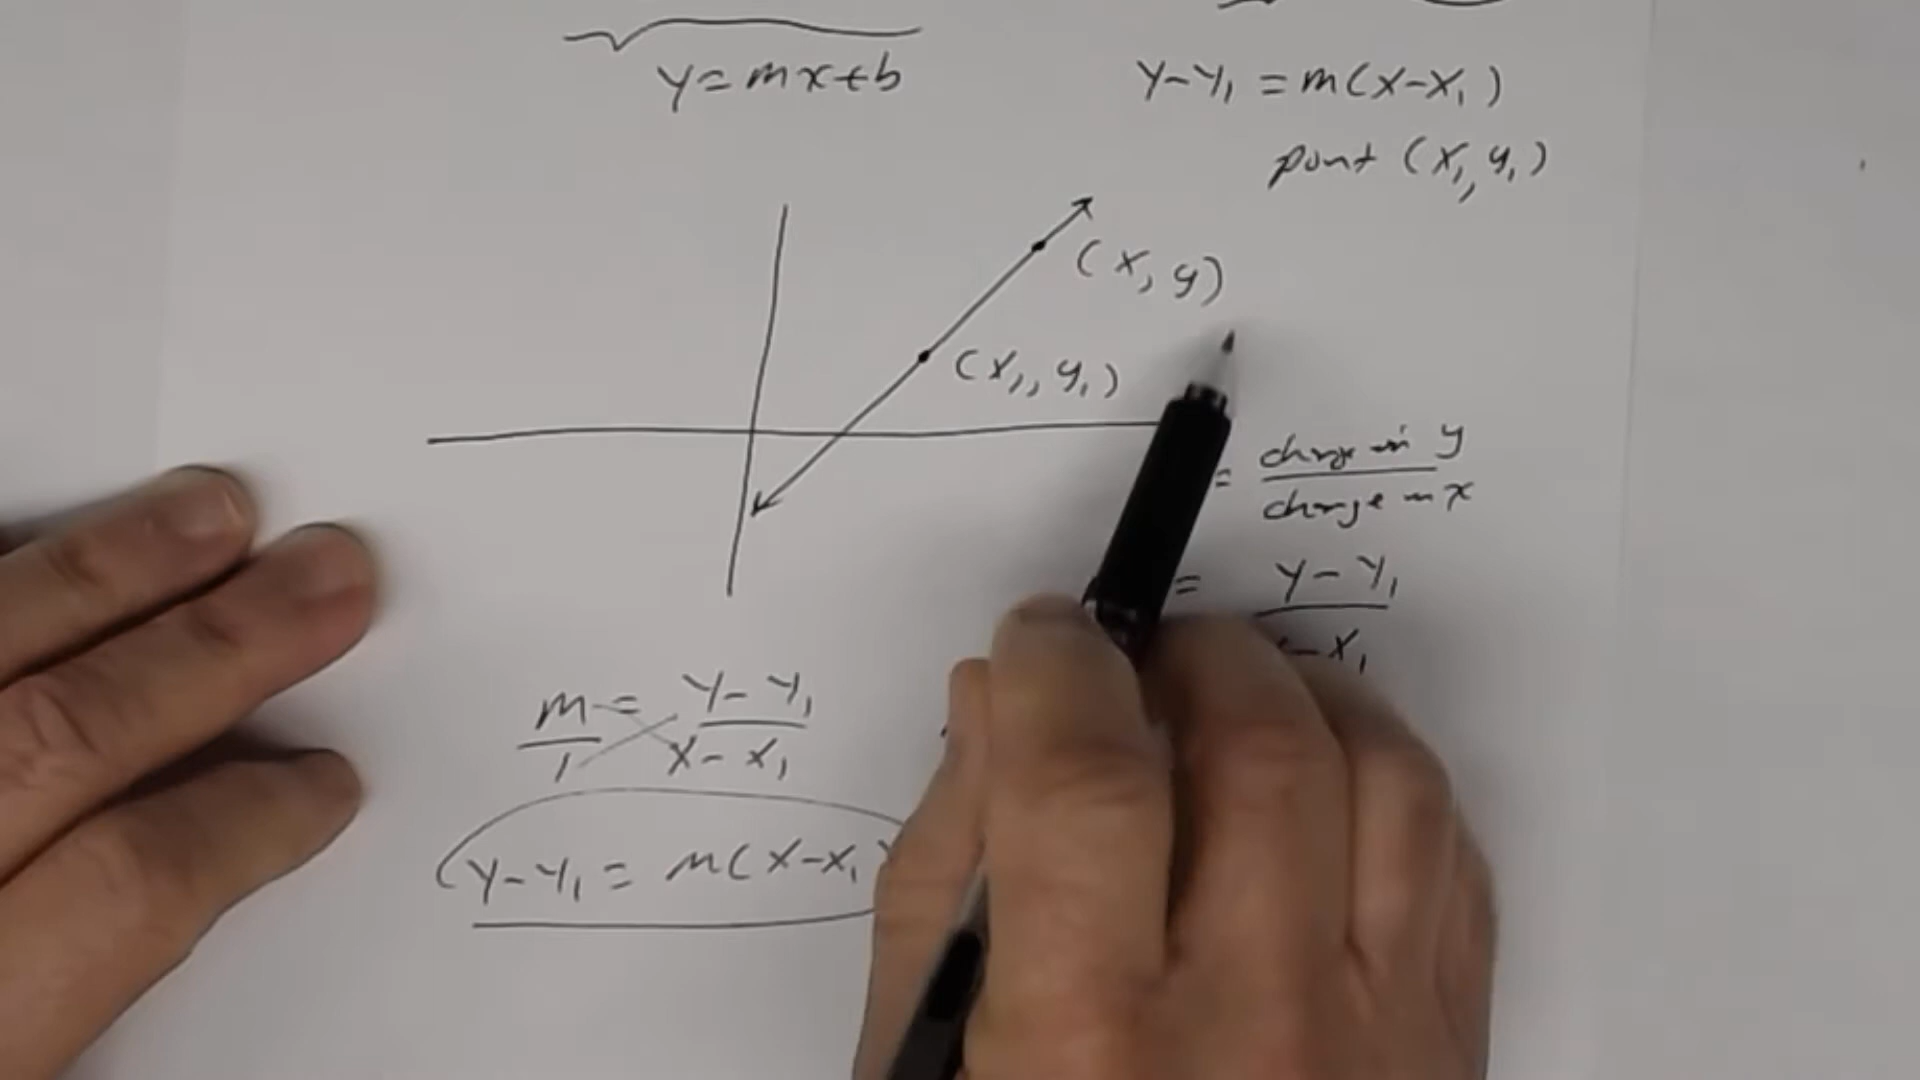 y = mx + b
y - y₁ = m(x - x₁)
point (x₁, y₁)
(x, y)
(x₁, y₁)
= change in y / change in x
= y - y₁ / - x₁
m/1 = y - y₁ / x - x₁
y - y₁ = m(x - x₁)